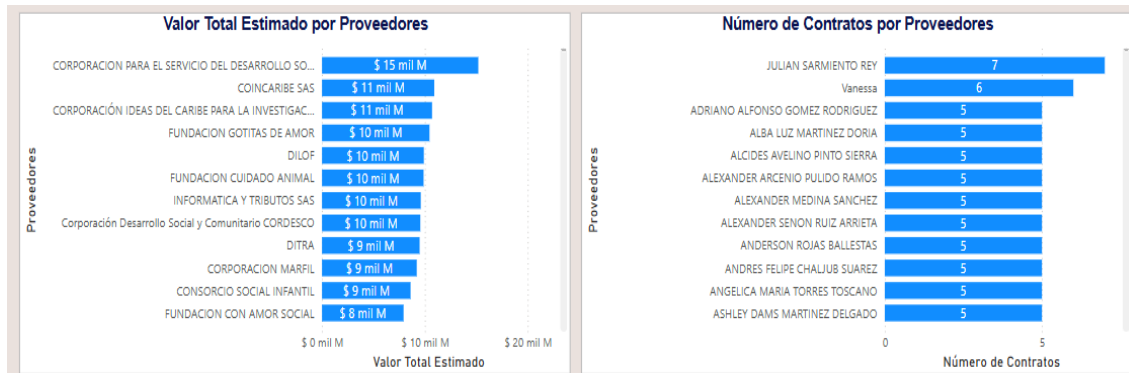 Valor Total Estimado por Proveedores
Proveedores
CORPORACION PARA EL SERVICIO DEL DESARROLLO SO... $ 15 mil M
COINCARIBE SAS $ 11 mil M
CORPORACIÓN IDEAS DEL CARIBE PARA LA INVESTIGAC... $ 11 mil M
FUNDACION GOTITAS DE AMOR $ 10 mil M
DILOF $ 10 mil M
FUNDACION CUIDADO ANIMAL $ 10 mil M
INFORMATICA Y TRIBUTOS SAS $ 10 mil M
Corporación Desarrollo Social y Comunitario CORDESCO $ 10 mil M
DITRA $ 9 mil M
CORPORACION MARFIL $ 9 mil M
CONSORCIO SOCIAL INFANTIL $ 9 mil M
FUNDACION CON AMOR SOCIAL $ 8 mil M
$ 0 mil M $ 10 mil M $ 20 mil M
Valor Total Estimado
Número de Contratos por Proveedores
Proveedores
JULIAN SARMIENTO REY 7
Vanessa 6
ADRIANO ALFONSO GOMEZ RODRIGUEZ 5
ALBA LUZ MARTINEZ DORIA 5
ALCIDES AVELINO PINTO SIERRA 5
ALEXANDER ARCENIO PULIDO RAMOS 5
ALEXANDER MEDINA SANCHEZ 5
ALEXANDER SENON RUIZ ARRIETA 5
ANDERSON ROJAS BALLESTAS 5
ANDRES FELIPE CHALJUB SUAREZ 5
ANGELICA MARIA TORRES TOSCANO 5
ASHLEY DAMS MARTINEZ DELGADO 5
0 5
Número de Contratos